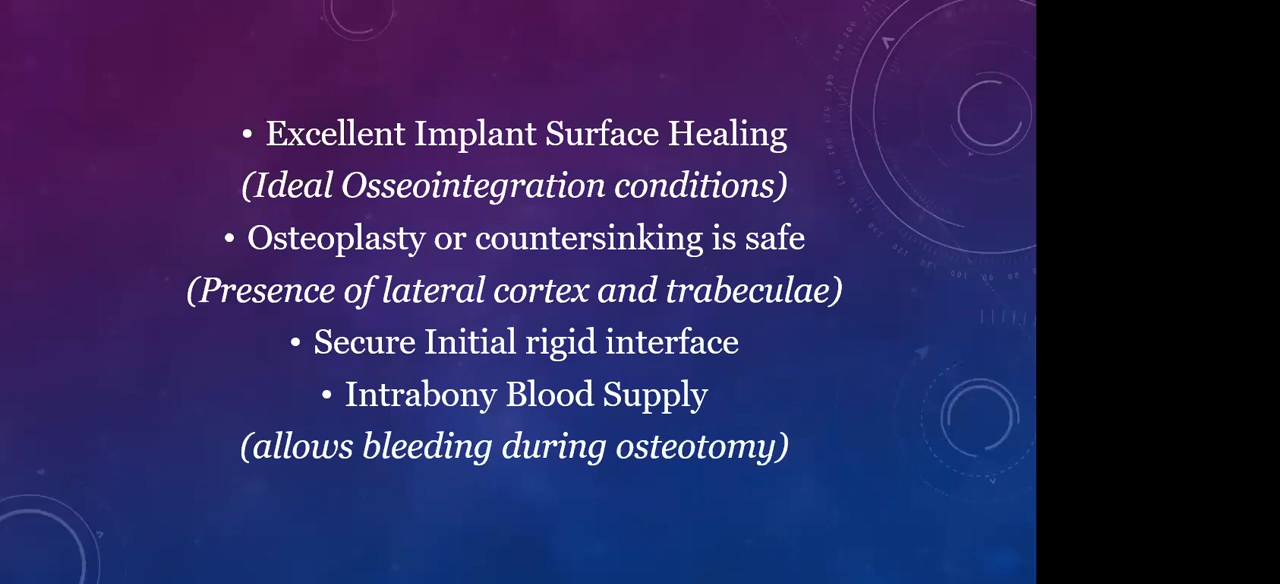 • Excellent Implant Surface Healing
(Ideal Osseointegration conditions)
• Osteoplasty or countersinking is safe
(Presence of lateral cortex and trabeculae)
• Secure Initial rigid interface
• Intrabony Blood Supply
(allows bleeding during osteotomy)